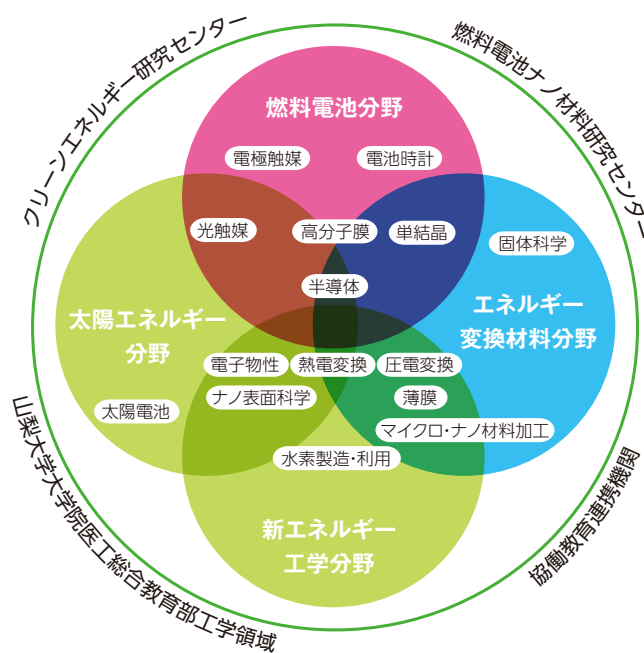 クリーンエネルギー研究センター
燃料電池ナノ材料研究センター
燃料電池分野
電極触媒
電池時計
光触媒
高分子膜
単結晶
固体科学
半導体
太陽エネルギー
分野
エネルギー
変換材料分野
電子物性
熱電変換
圧電変換
ナノ表面科学
薄膜
太陽電池
マイクロ・ナノ材料加工
水素製造・利用
新エネルギー
工学分野
山梨大学大学院医工総合教育部工学領域
協働教育連携機関